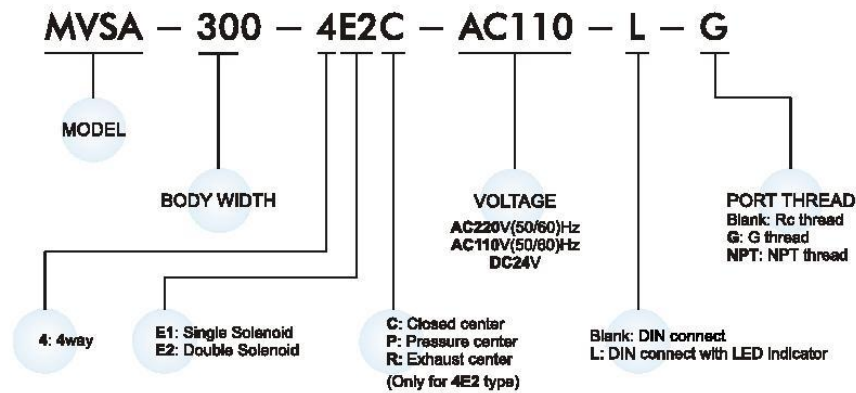 MVSA - 300 - 4E2C - AC110 - L - G
MODEL
BODY WIDTH
VOLTAGE
AC220V(50/60)Hz
AC110V(50/60)Hz
DC24V
PORT THREAD
Blank: Rc thread
G: G thread
NPT: NPT thread
4: 4way
E1: Single Solenoid
E2: Double Solenoid
C: Closed center
P: Pressure center
R: Exhaust center
(Only for 4E2 type)
Blank: DIN connect
L: DIN connect with LED Indicator